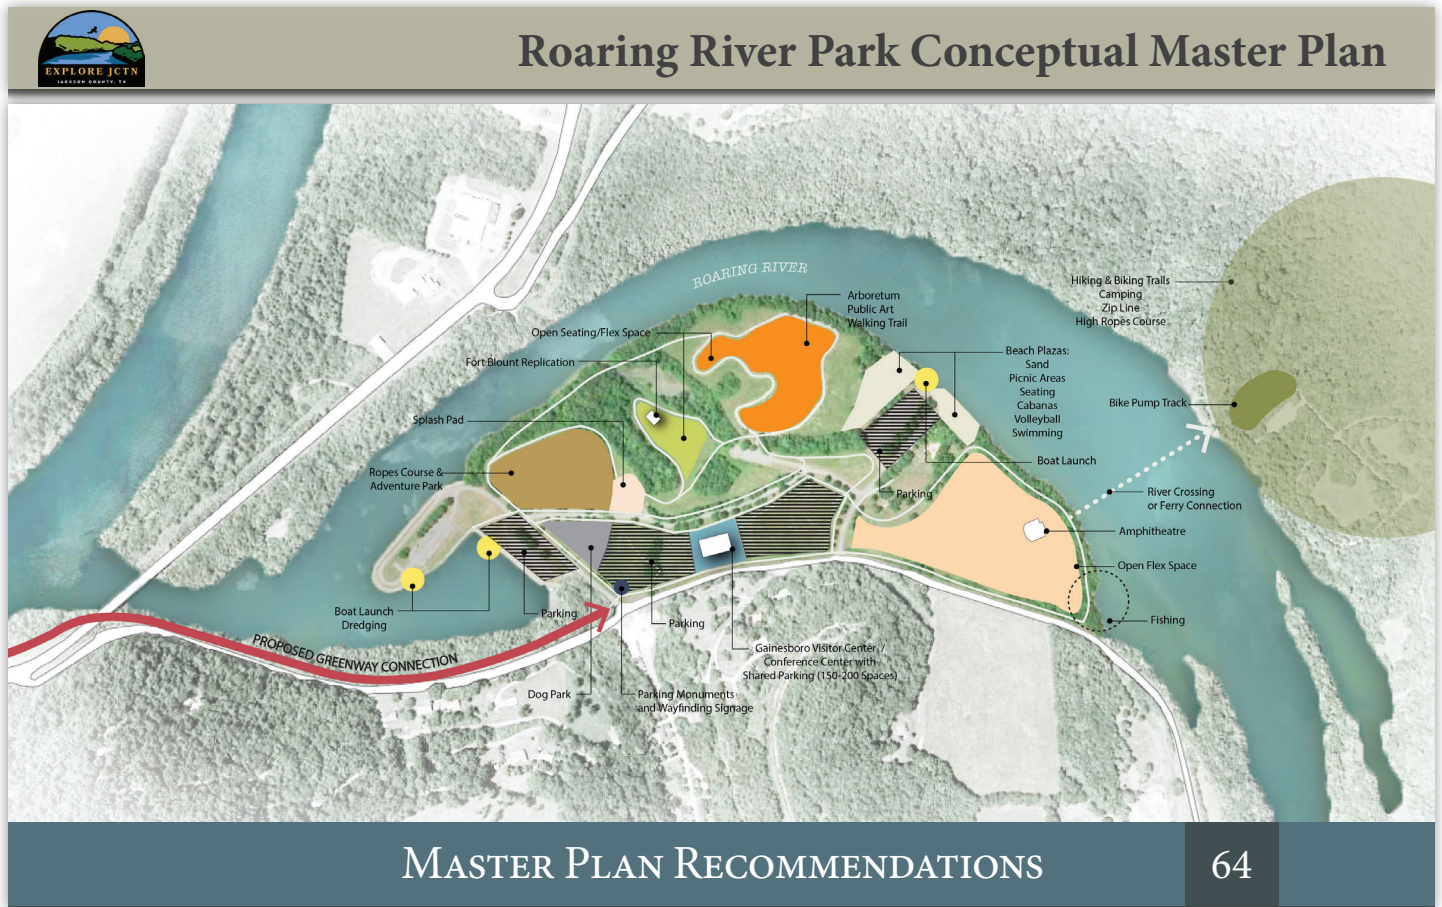 EXPLORE JCTN
JACKSON COUNTY, TN
Roaring River Park Conceptual Master Plan
ROARING RIVER
Hiking & Biking Trails
Camping
Zip Line
High Ropes Course
Arboretum
Public Art
Walking Trail
Open Seating/Flex Space
Fort Blount Replication
Beach Plazas:
Sand
Picnic Areas
Seating
Cabanas
Volleyball
Swimming
Bike Pump Track
Splash Pad
Boat Launch
Ropes Course &
Adventure Park
Parking
River Crossing
or Ferry Connection
Amphitheatre
Open Flex Space
Boat Launch
Dredging
Parking
Parking
Fishing
PROPOSED GREENWAY CONNECTION
Gainesboro Visitor Center /
Conference Center with
Shared Parking (150-200 Spaces)
Dog Park
Parking Monuments
and Wayfinding Signage
Master Plan Recommendations
64